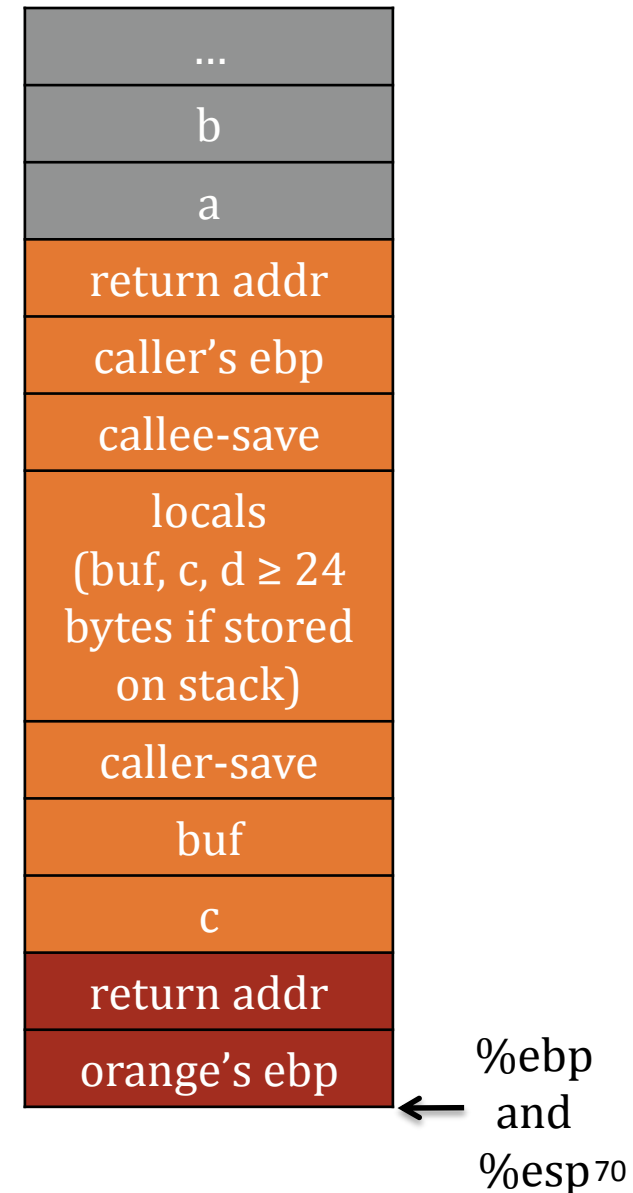 ...
b
a
return addr
caller’s ebp
callee-save
locals
(buf, c, d ≥ 24
bytes if stored
on stack)
caller-save
buf
c
return addr
orange’s ebp
%ebp
and
%esp
70